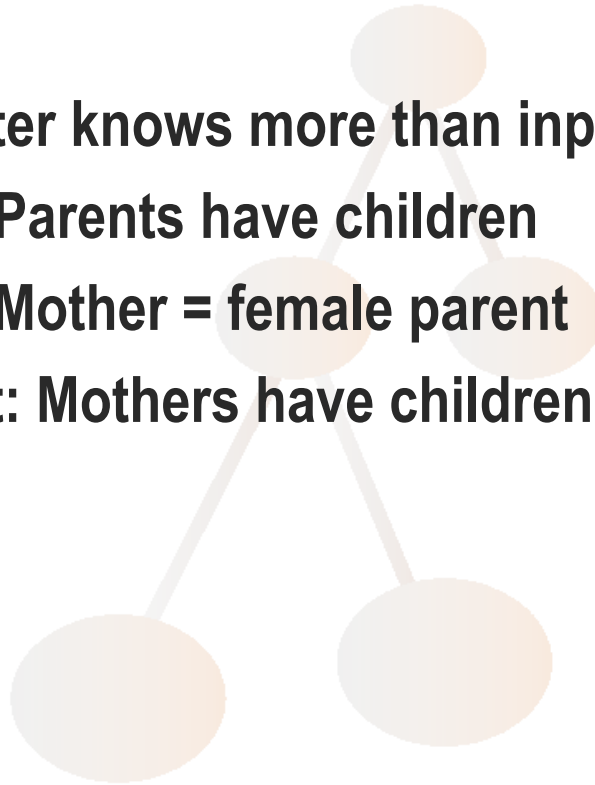 ter knows more than inp
Parents have children
Mother = female parent
: Mothers have children